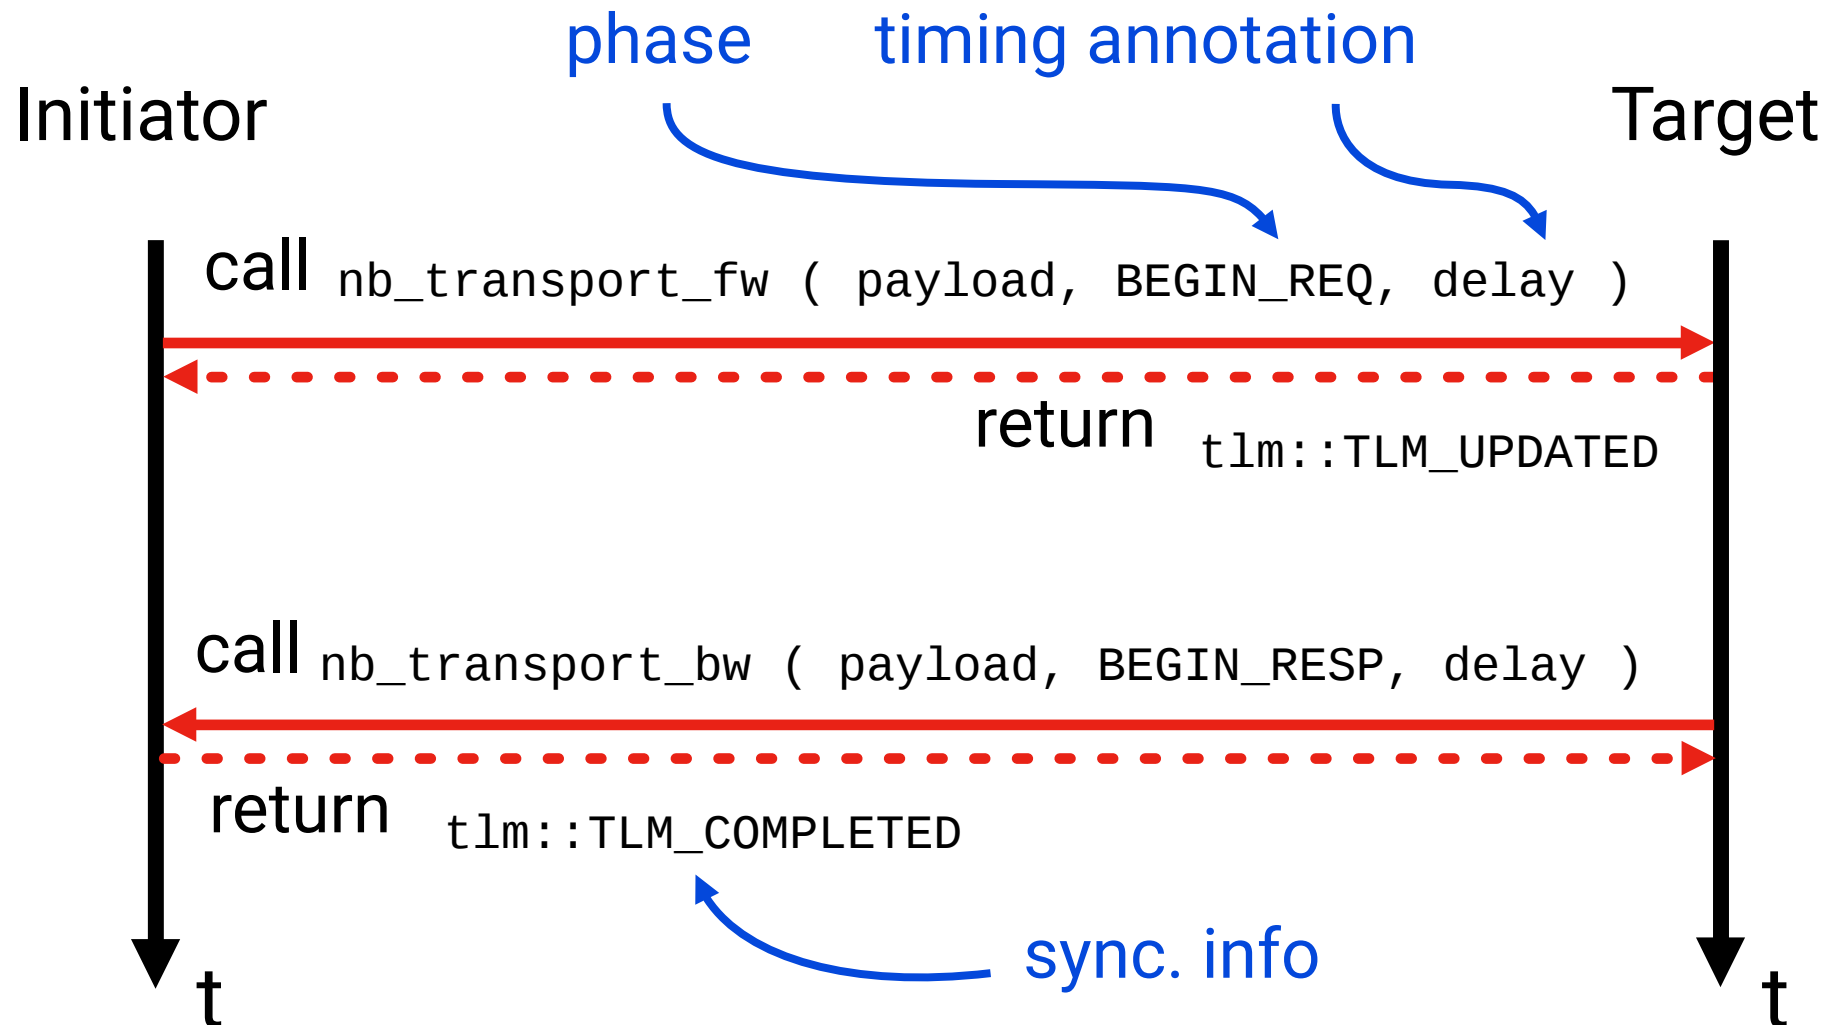 phase timing annotation
Initiator Target
call nb_transport_fw ( payload, BEGIN_REQ, delay )
return tlm::TLM_UPDATED
call nb_transport_bw ( payload, BEGIN_RESP, delay )
return tlm::TLM_COMPLETED
sync. info
t t